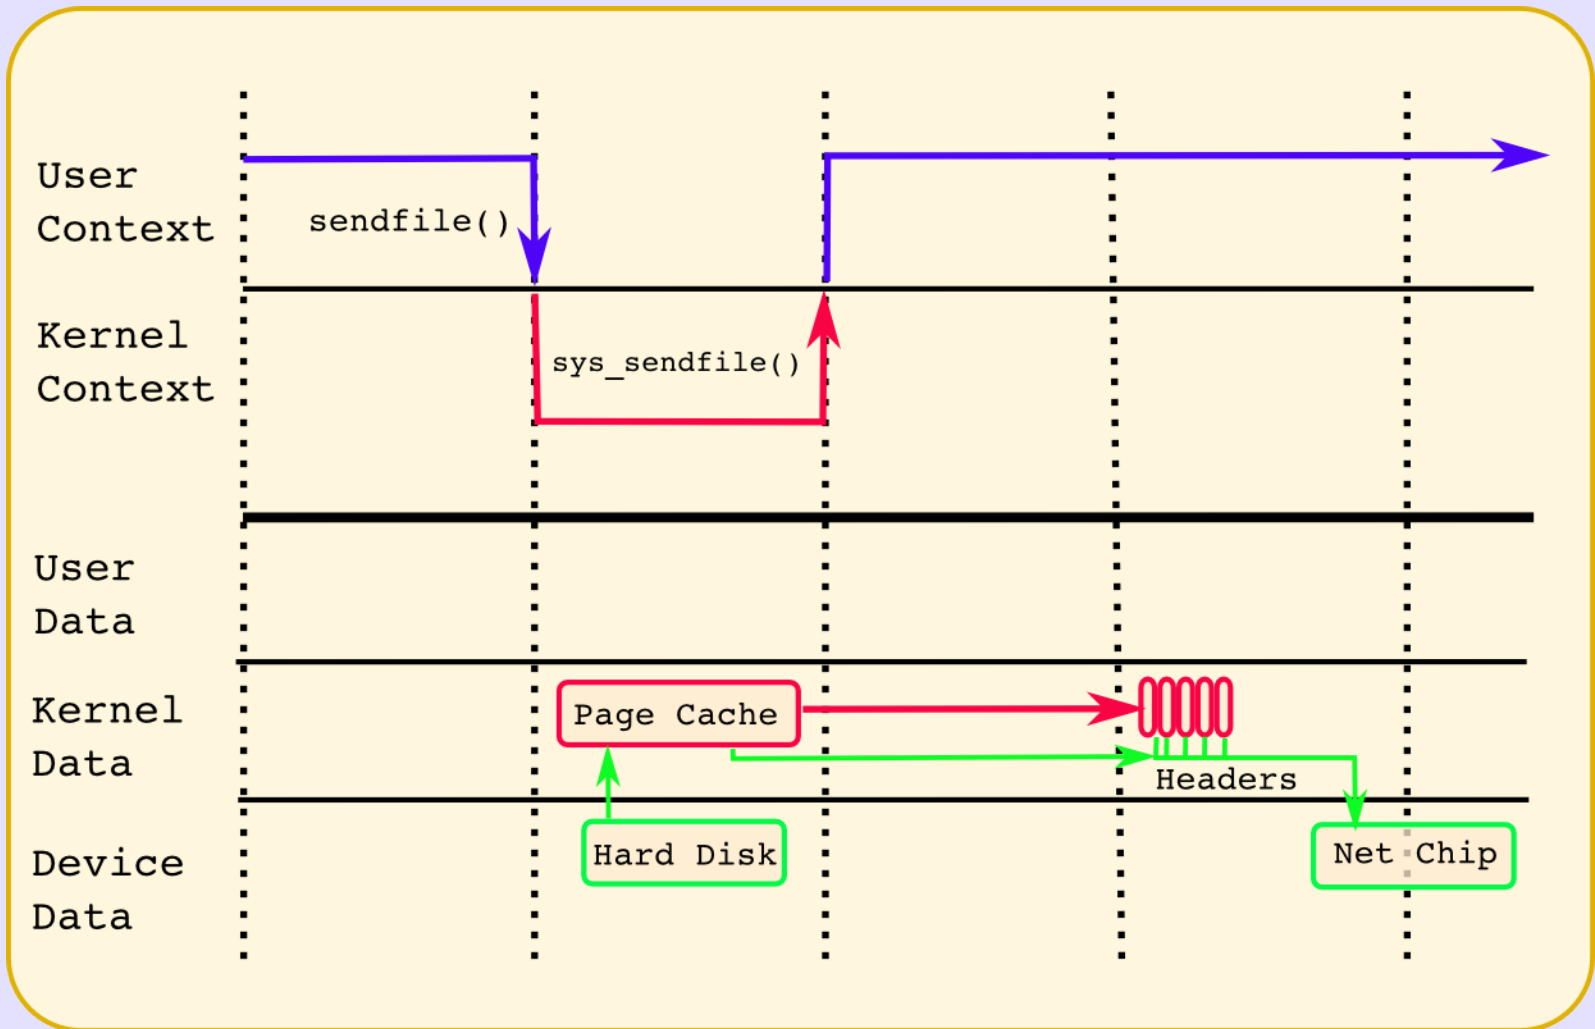 User
Context
sendfile()
Kernel
Context
sys_sendfile()
User
Data
Kernel
Data
Page Cache
Headers
Device
Data
Hard Disk
Net Chip